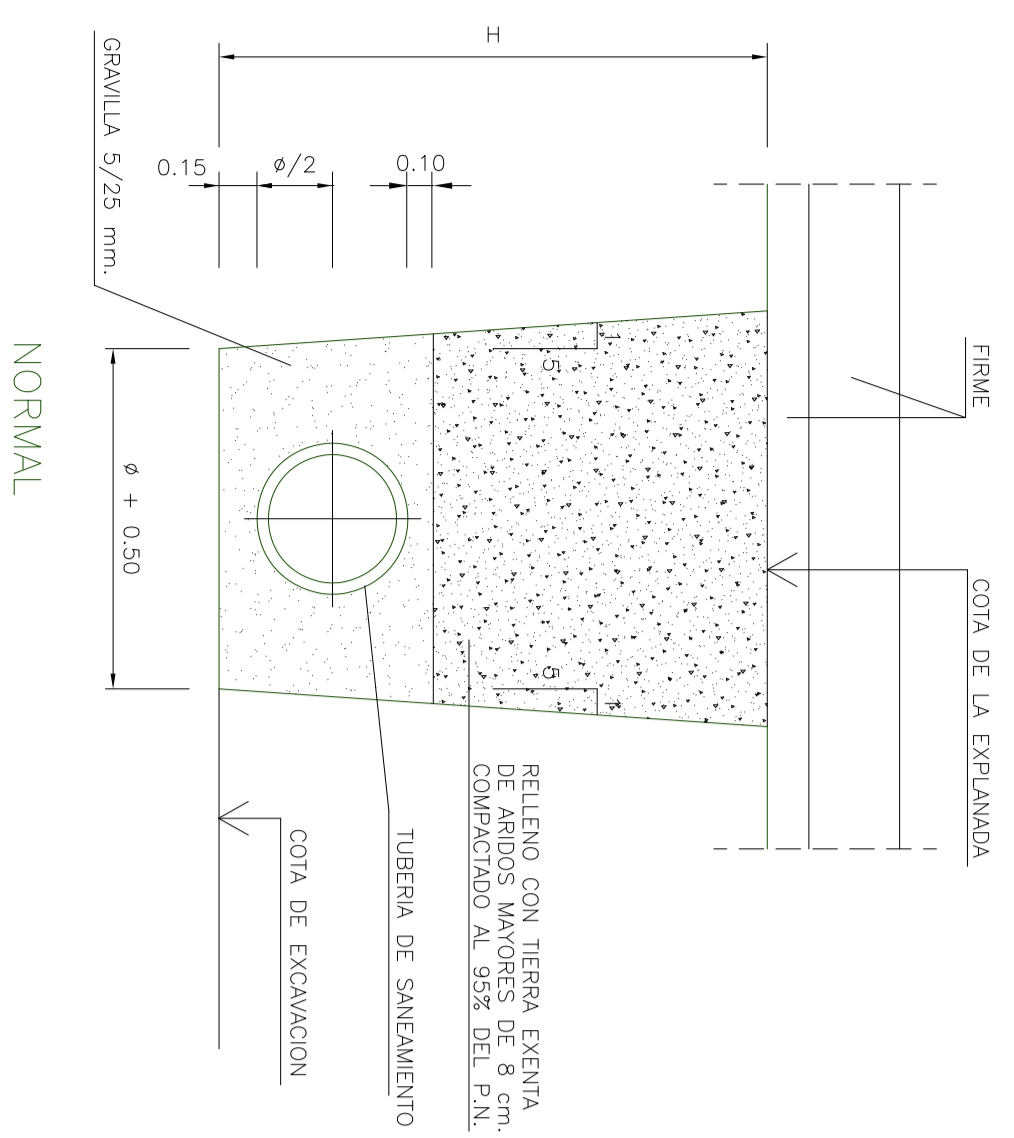 H
GRAVILLA 5/25 mm.
0.15
ø/2
0.10
FIRME
COTA DE LA EXPLANADA
1
5
5
1
ø + 0.50
NORMAL
RELLENO CON TIERRA EXENTA
DE ARIDOS MAYORES DE 8 cm.
COMPACTADO AL 95% DEL P.N.
TUBERIA DE SANEAMIENTO
COTA DE EXCAVACION